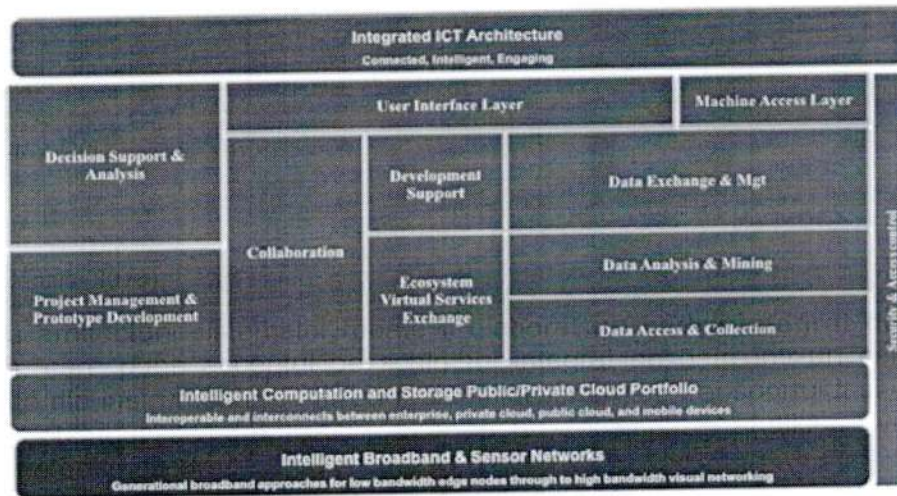 Integrated ICT Architecture
Connected, Intelligent, Engaging
User Interface Layer
Machine Access Layer
Decision Support &
Analysis
Development
Support
Data Exchange & Mgt
Collaboration
Data Analysis & Mining
Project Management &
Prototype Development
Ecosystem
Virtual Services
Exchange
Data Access & Collection
Security & Accesscontrol
Intelligent Computation and Storage Public/Private Cloud Portfolio
Interoperable and interconnects between enterprise, private cloud, public cloud, and mobile devices
Intelligent Broadband & Sensor Networks
Generational broadband approaches for low bandwidth edge nodes through to high bandwidth visual networking